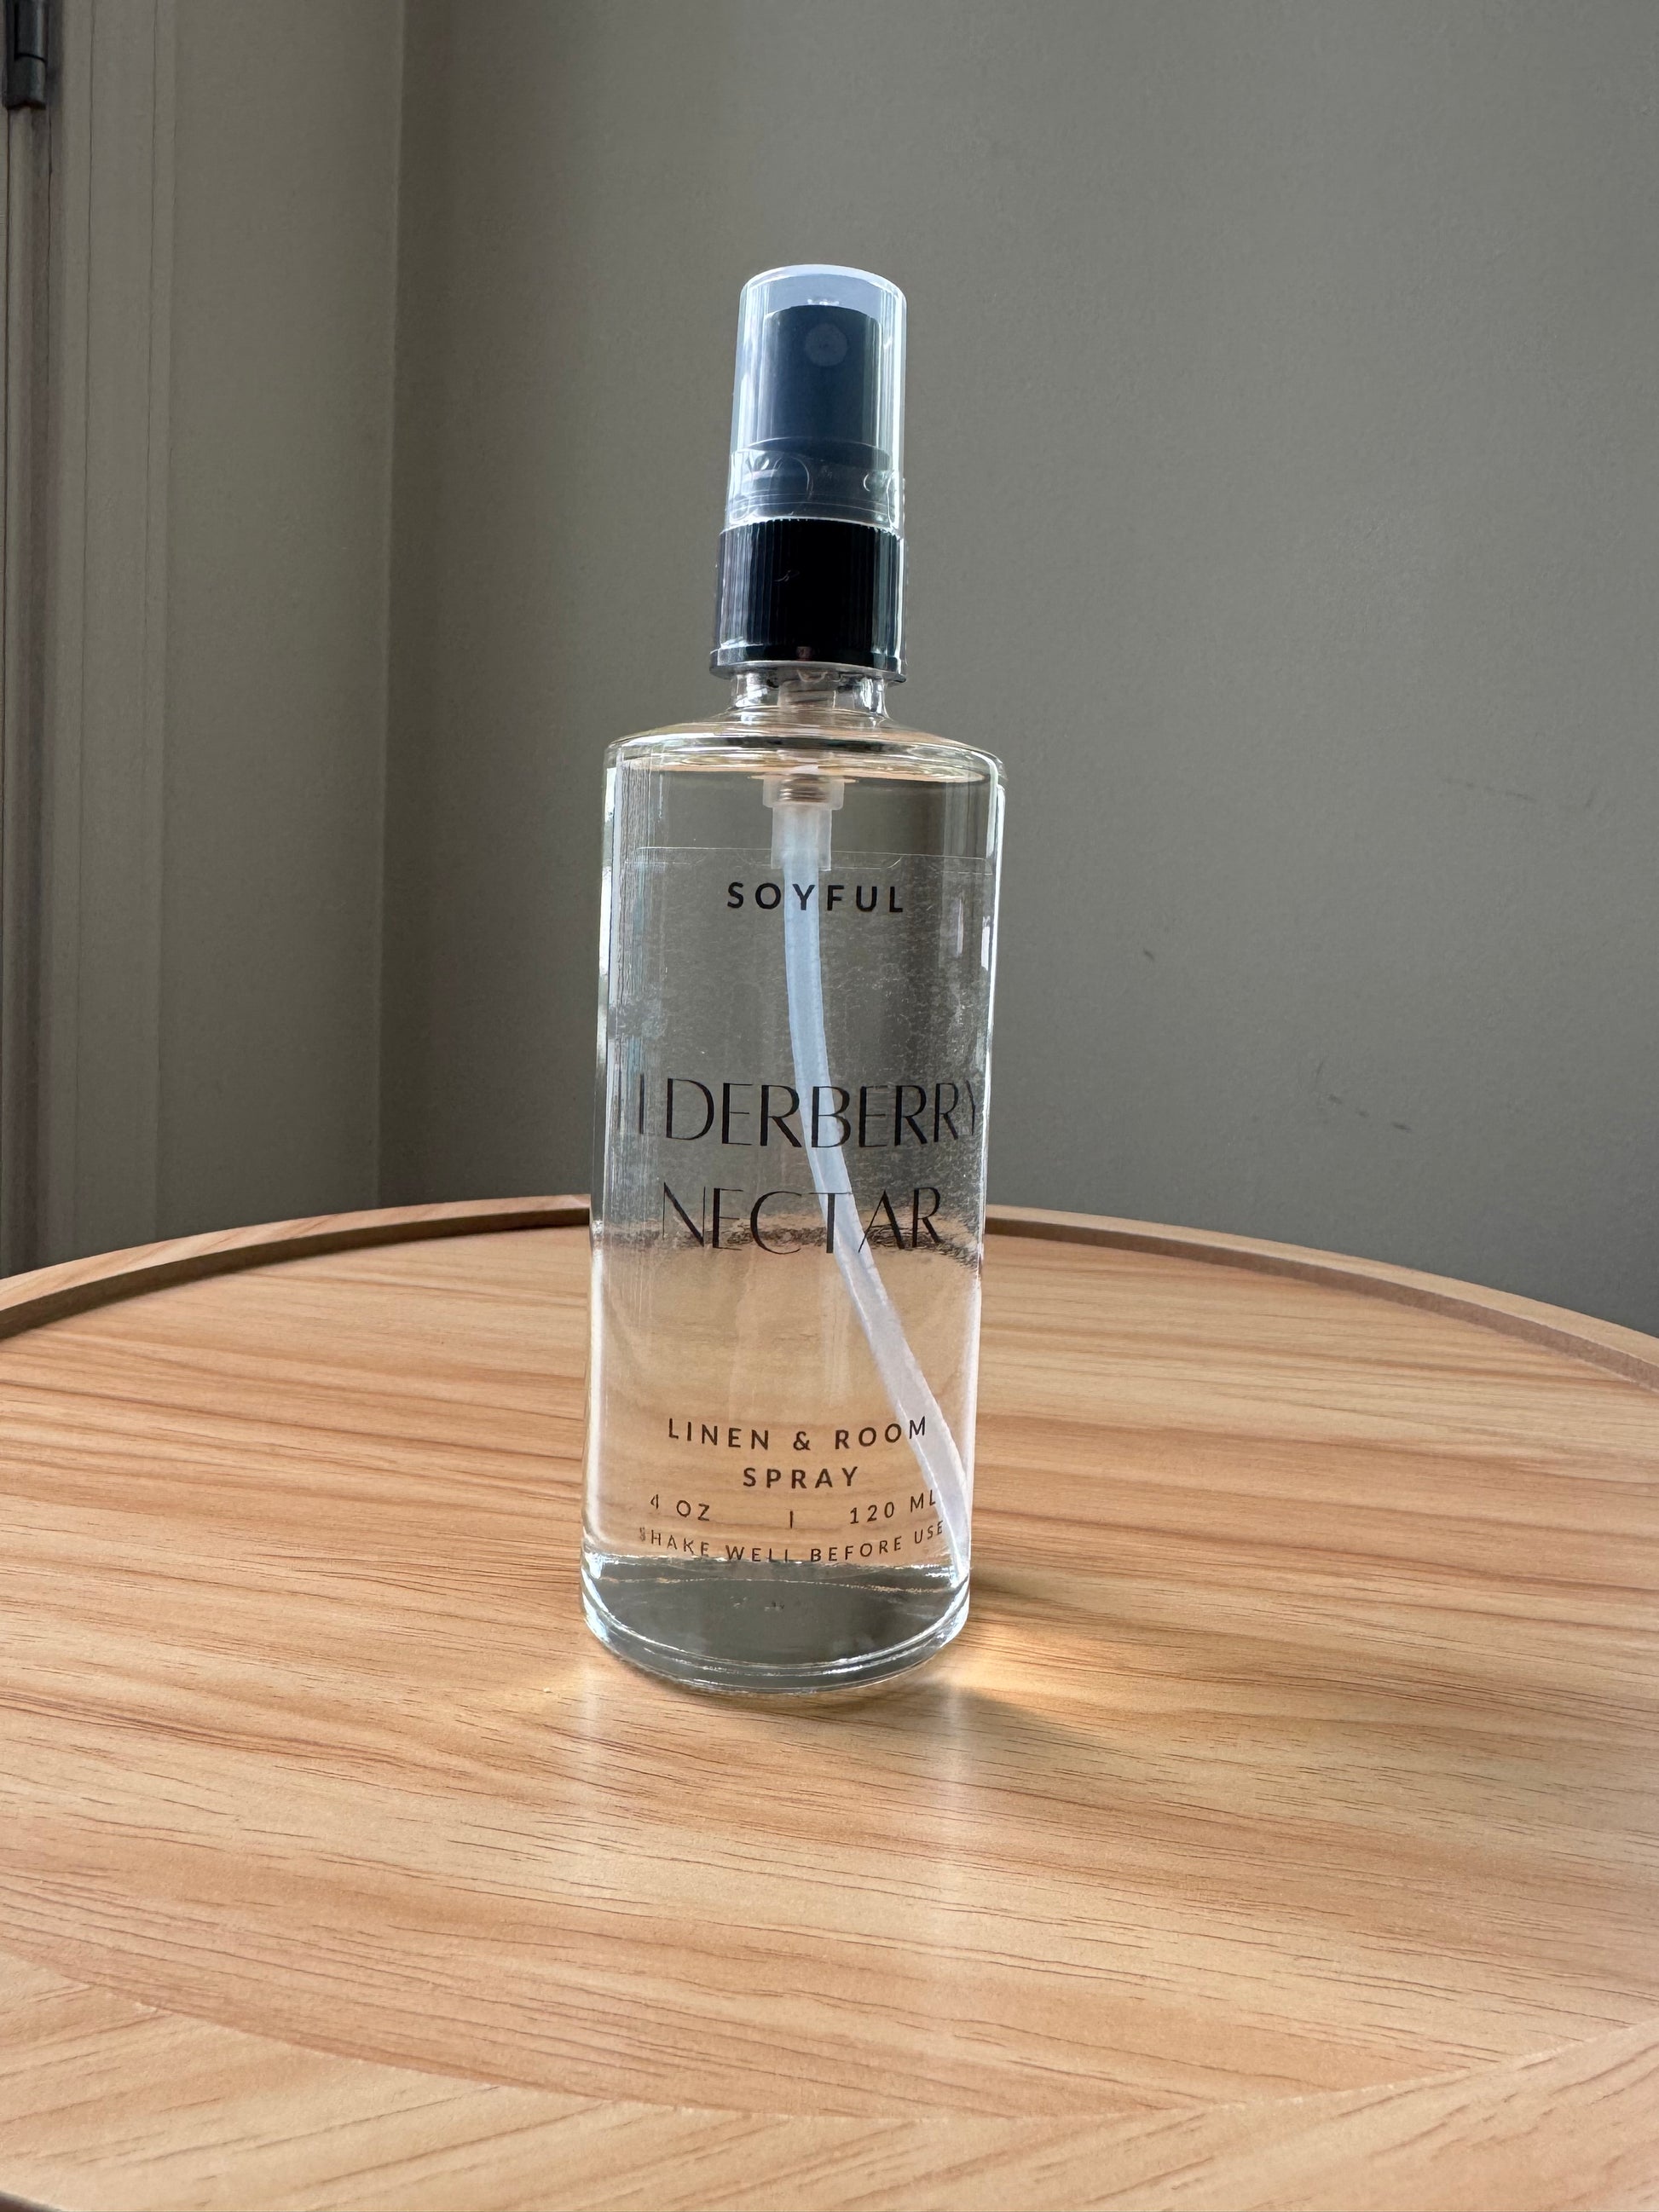 SOYFUL
ELDERBERRY
NECTAR
LINEN & ROOM
SPRAY
4 OZ | 120 ML
SHAKE WELL BEFORE USE